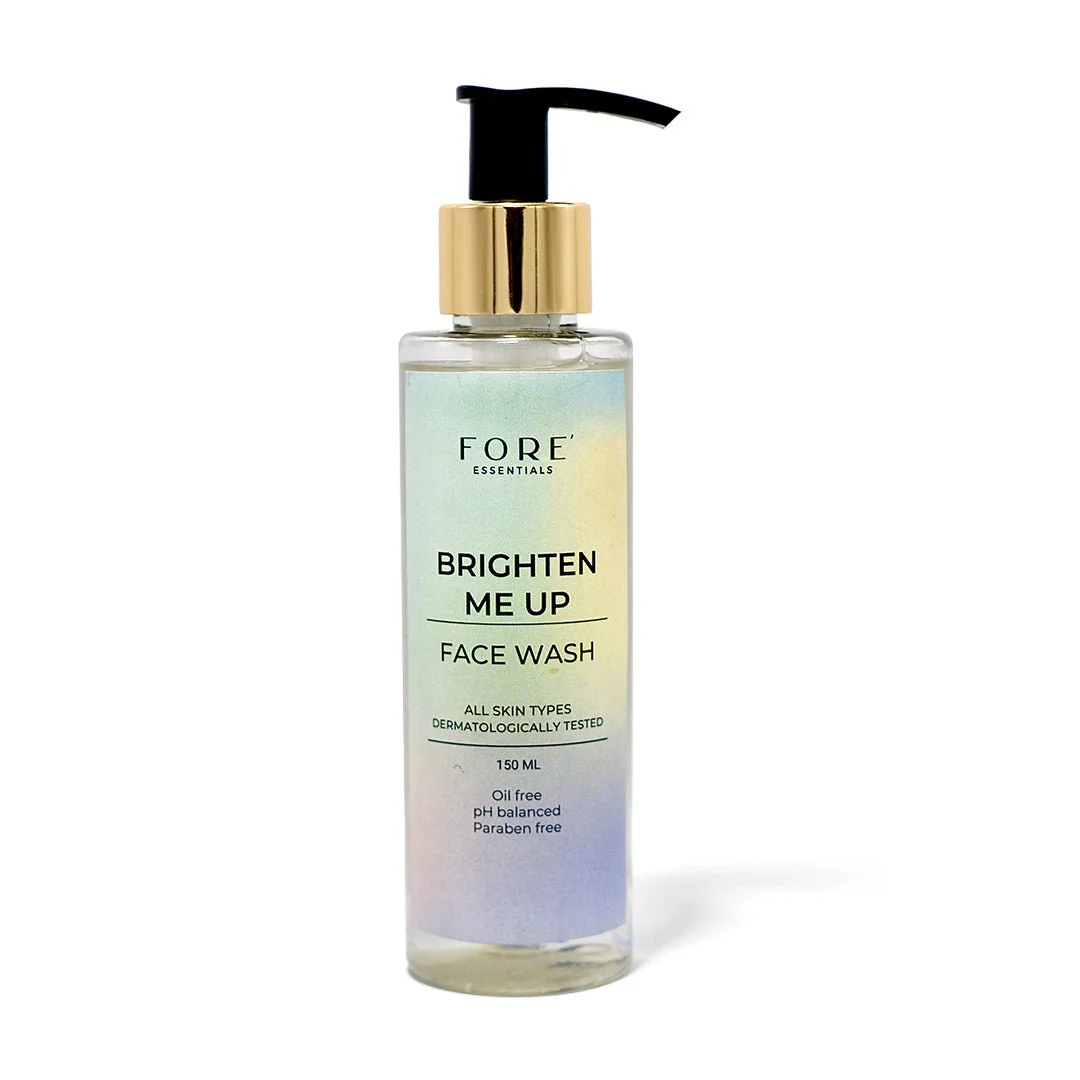 FORE'
ESSENTIALS
BRIGHTEN
ME UP
FACE WASH
ALL SKIN TYPES
DERMATOLOGICALLY TESTED
150 ML
Oil free
pH balanced
Paraben free